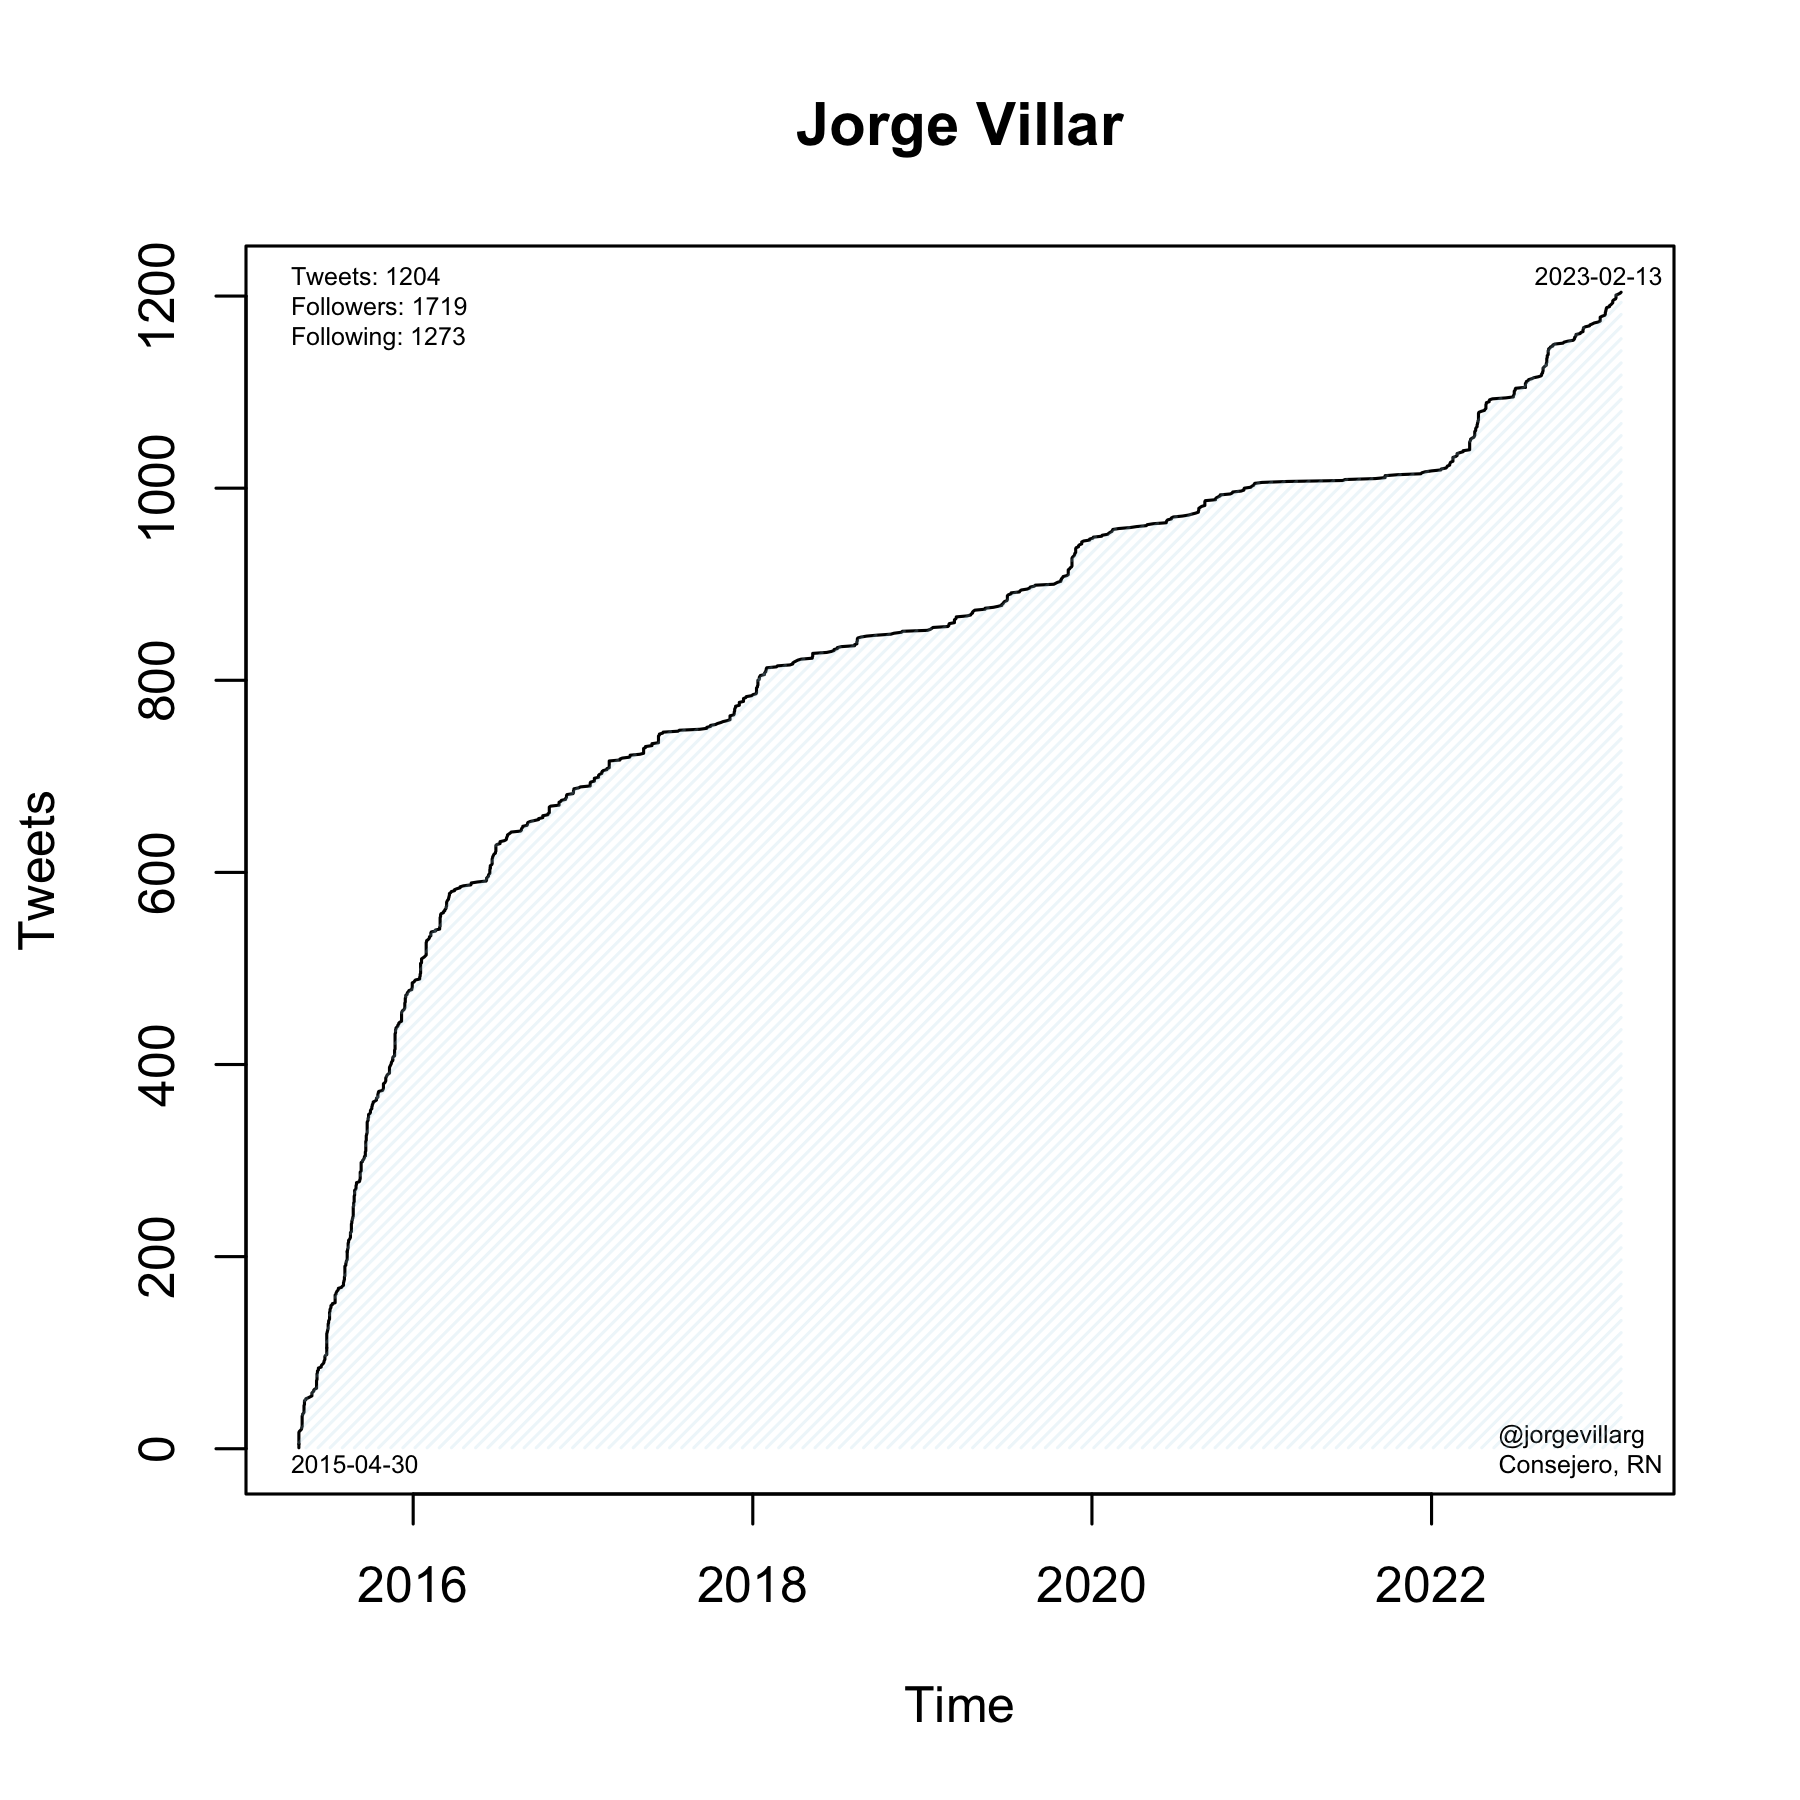 Jorge Villar
Tweets: 1204
Followers: 1719
Following: 1273
2023-02-13
1200
1000
800
600
400
200
0
Tweets
@jorgevillarg
Consejero, RN
2015-04-30
2016
2018
2020
2022
Time